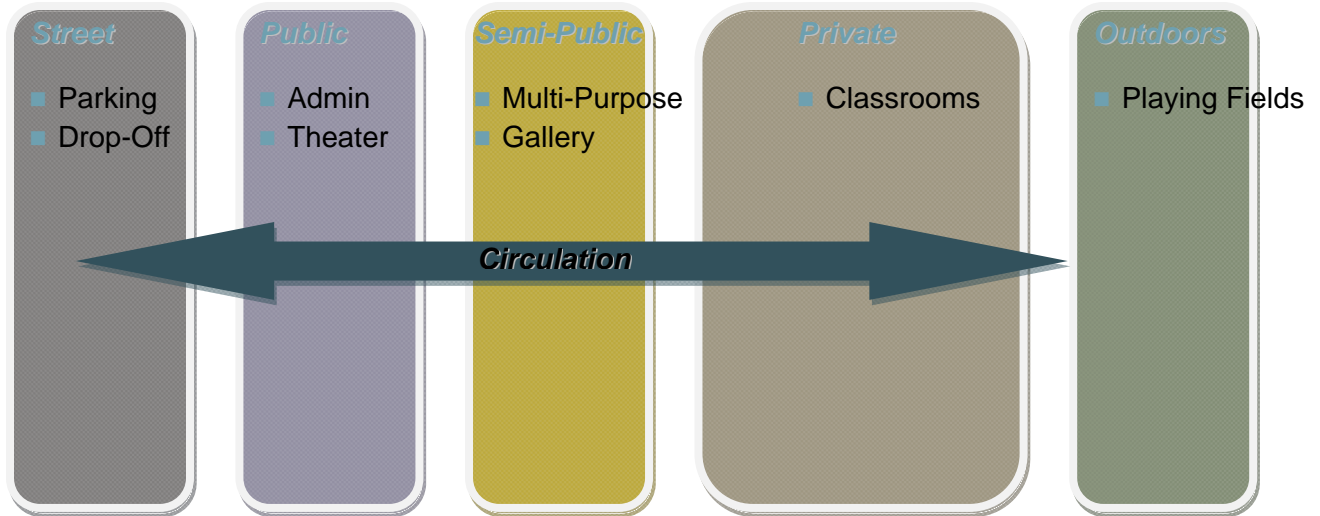 Street
Parking
Drop-Off
Public
Admin
Theater
Semi-Public
Multi-Purpose
Gallery
Private
Classrooms
Outdoors
Playing Fields
Circulation